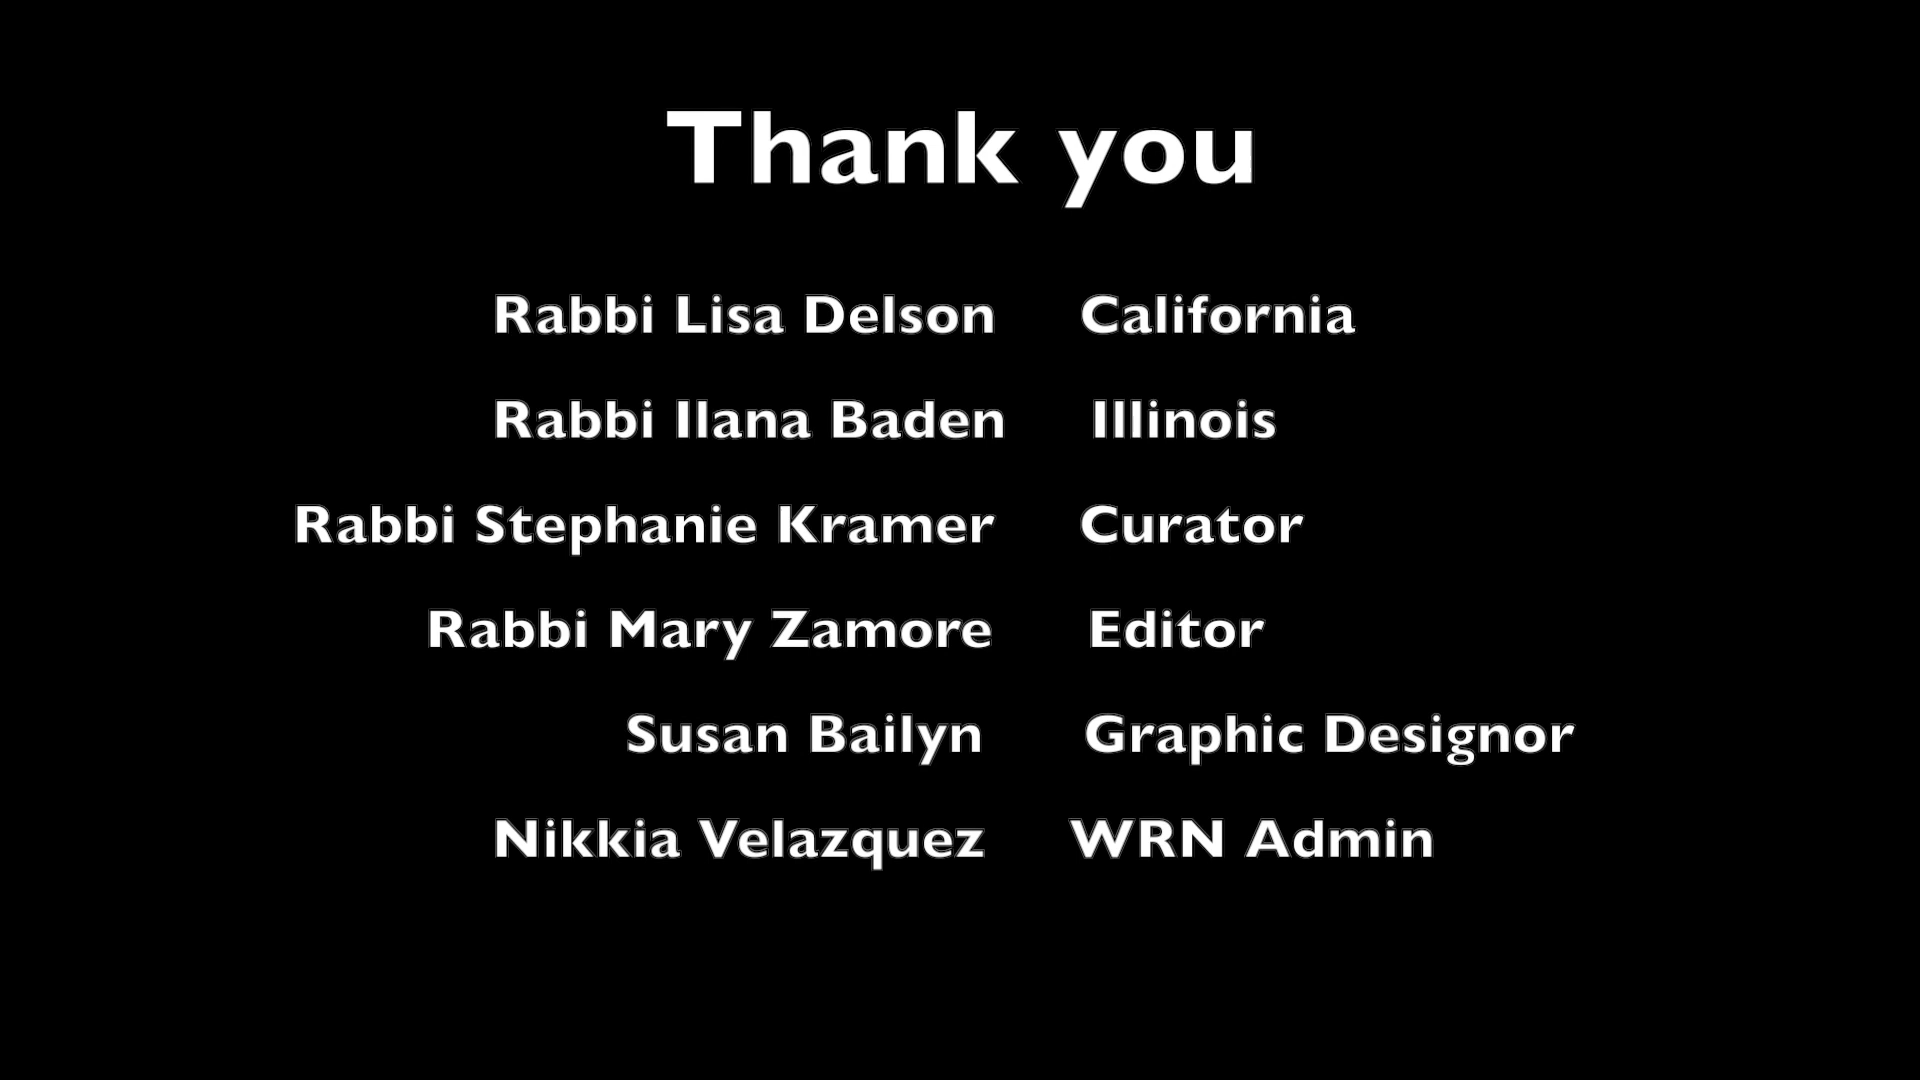 Thank you
Rabbi Lisa Delson California
Rabbi Ilana Baden Illinois
Rabbi Stephanie Kramer Curator
Rabbi Mary Zamore Editor
Susan Bailyn Graphic Designor
Nikkia Velazquez WRN Admin